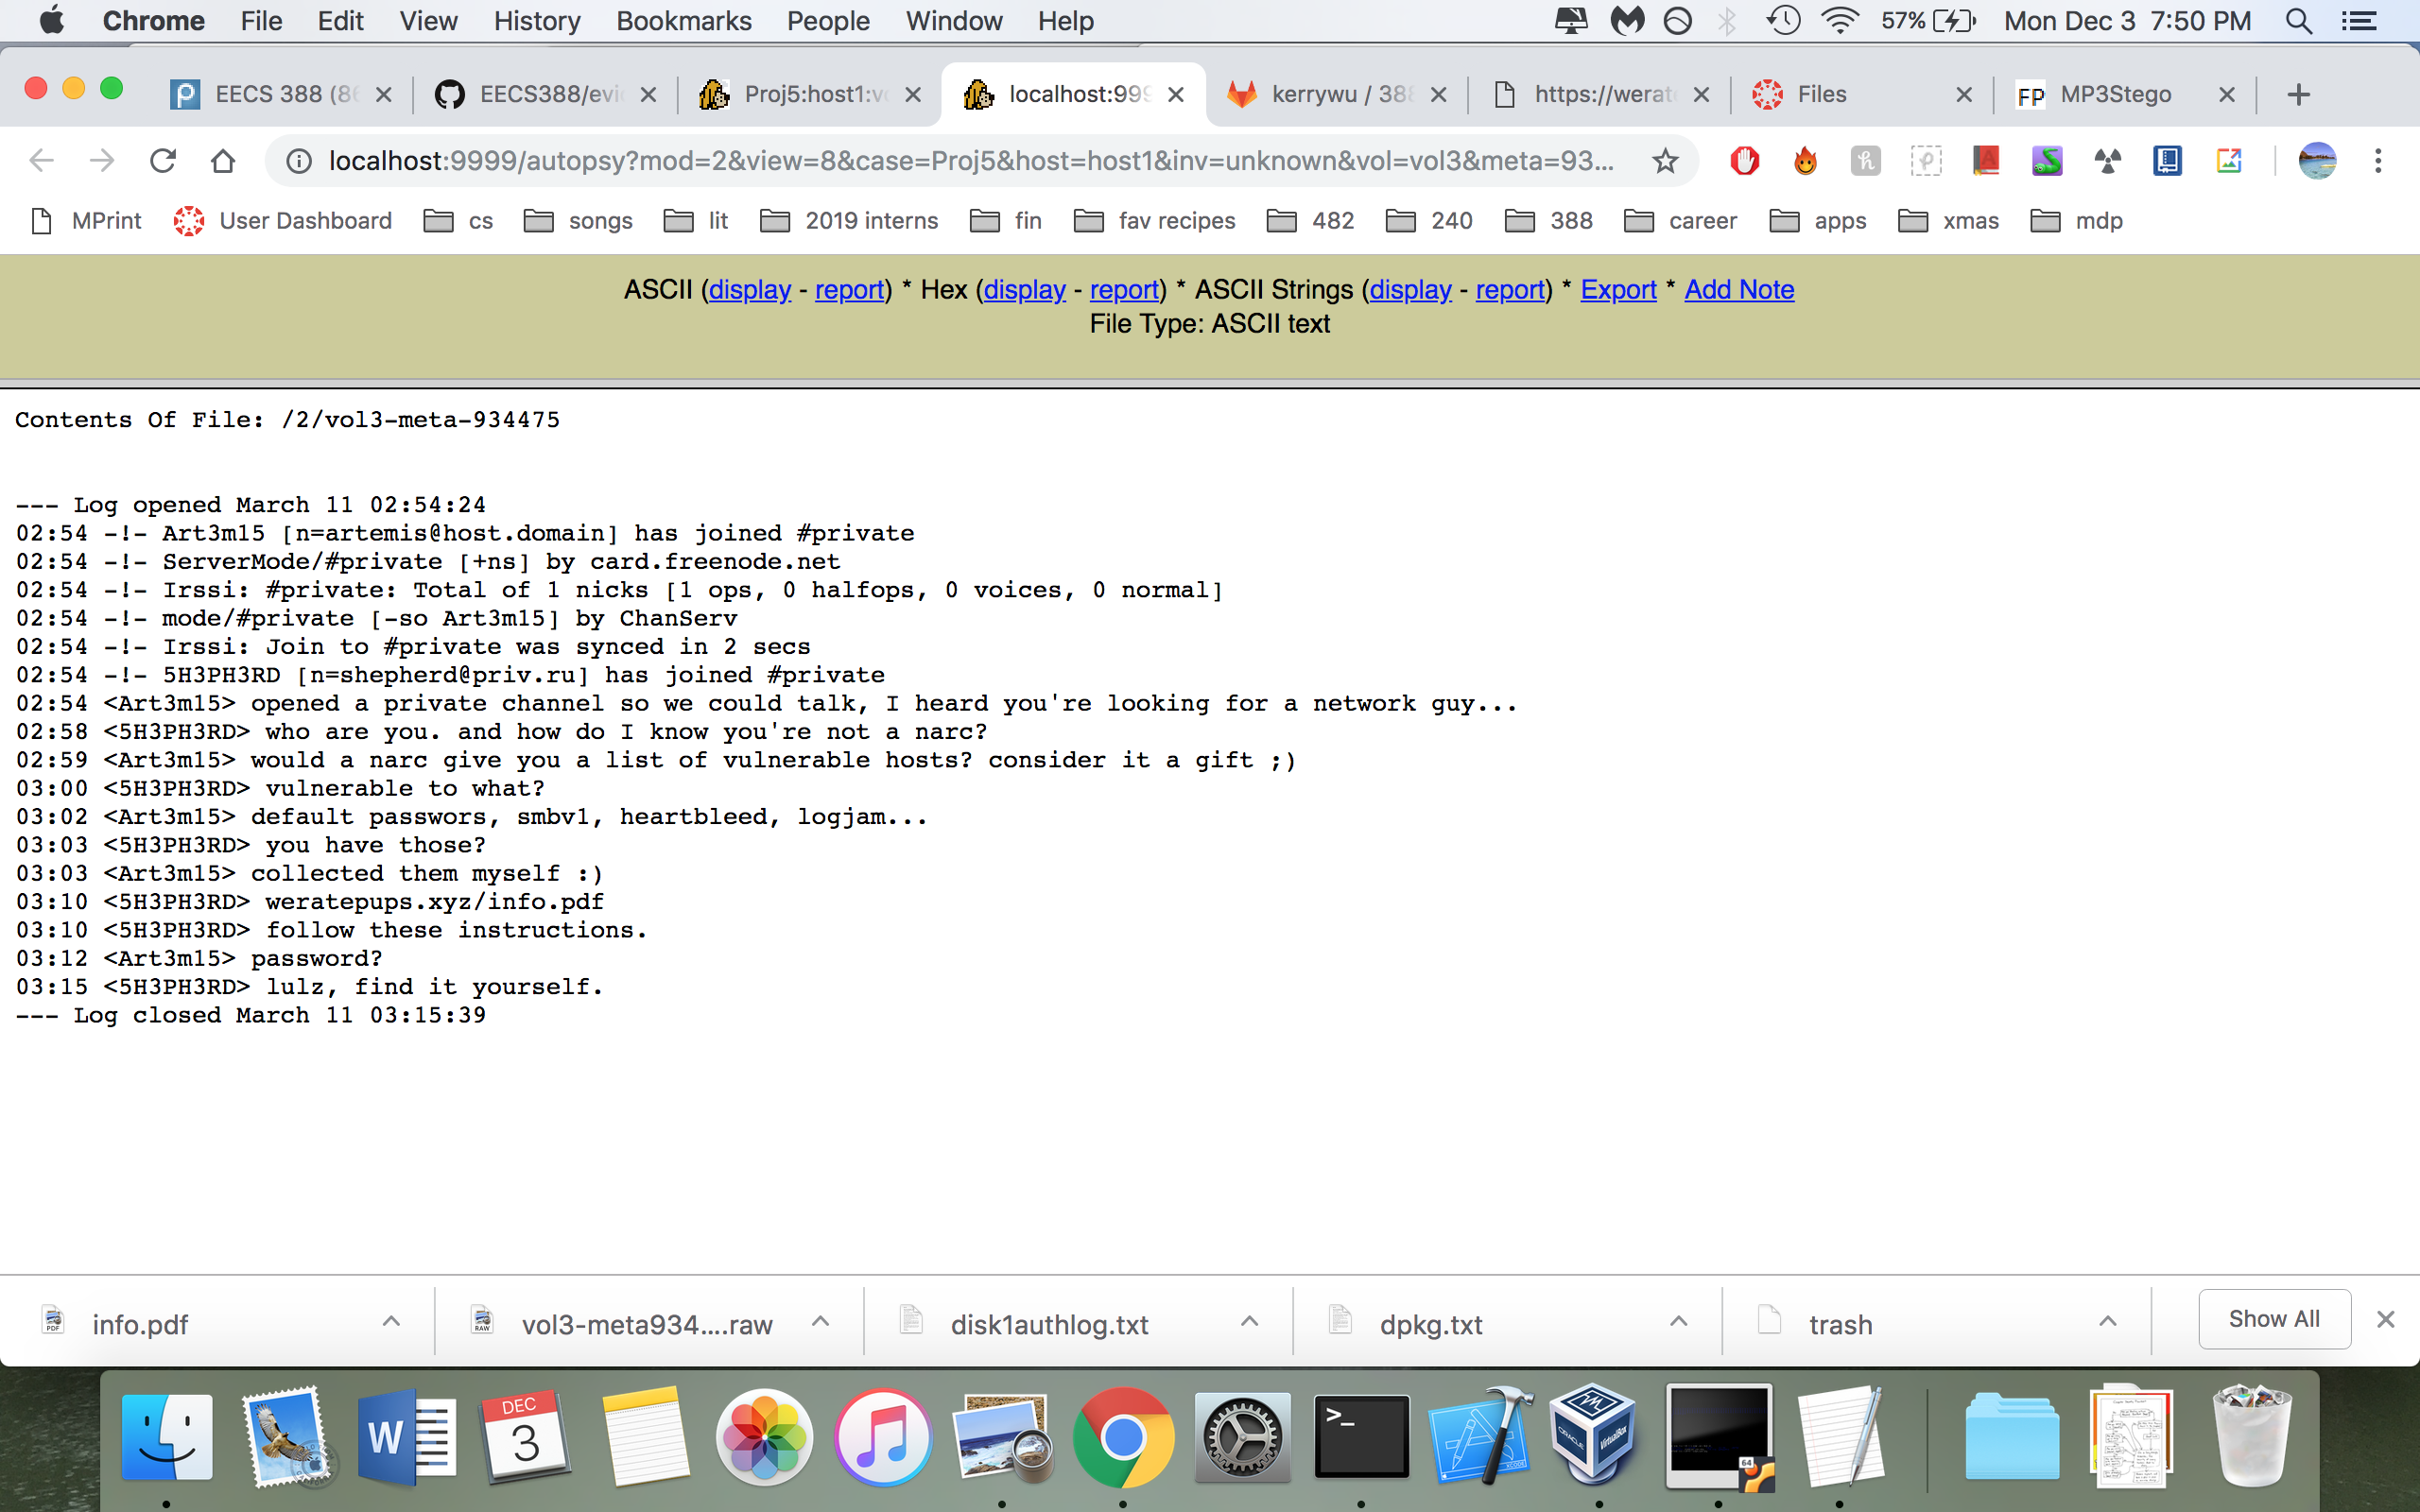 Chrome File Edit View History Bookmarks People Window Help 57% Mon Dec 3 7:50 PM
EECS 388 (8 EECS388/evi Proj5:host1:v localhost:999 kerrywu / 388 https://werat Files FP MP3Stego
localhost:9999/autopsy?mod=2&view=8&case=Proj5&host=host1&inv=unknown&vol=vol3&meta=93...
MPrint User Dashboard cs songs lit 2019 interns fin fav recipes 482 240 388 career apps xmas mdp
ASCII (display - report) * Hex (display - report) * ASCII Strings (display - report) * Export * Add Note
File Type: ASCII text
Contents Of File: /2/vol3-meta-934475
--- Log opened March 11 02:54:24
02:54 -!- Art3m15 [n=artemis@host.domain] has joined #private
02:54 -!- ServerMode/#private [+ns] by card.freenode.net
02:54 -!- Irssi: #private: Total of 1 nicks [1 ops, 0 halfops, 0 voices, 0 normal]
02:54 -!- mode/#private [-so Art3m15] by ChanServ
02:54 -!- Irssi: Join to #private was synced in 2 secs
02:54 -!- 5H3PH3RD [n=shepherd@priv.ru] has joined #private
02:54 <Art3m15> opened a private channel so we could talk, I heard you're looking for a network guy...
02:58 <5H3PH3RD> who are you. and how do I know you're not a narc?
02:59 <Art3m15> would a narc give you a list of vulnerable hosts? consider it a gift ;)
03:00 <5H3PH3RD> vulnerable to what?
03:02 <Art3m15> default passwors, smbv1, heartbleed, logjam...
03:03 <5H3PH3RD> you have those?
03:03 <Art3m15> collected them myself :)
03:10 <5H3PH3RD> weratepups.xyz/info.pdf
03:10 <5H3PH3RD> follow these instructions.
03:12 <Art3m15> password?
03:15 <5H3PH3RD> lulz, find it yourself.
--- Log closed March 11 03:15:39
info.pdf vol3-meta934....raw disk1authlog.txt dpkg.txt trash Show All
DEC
3